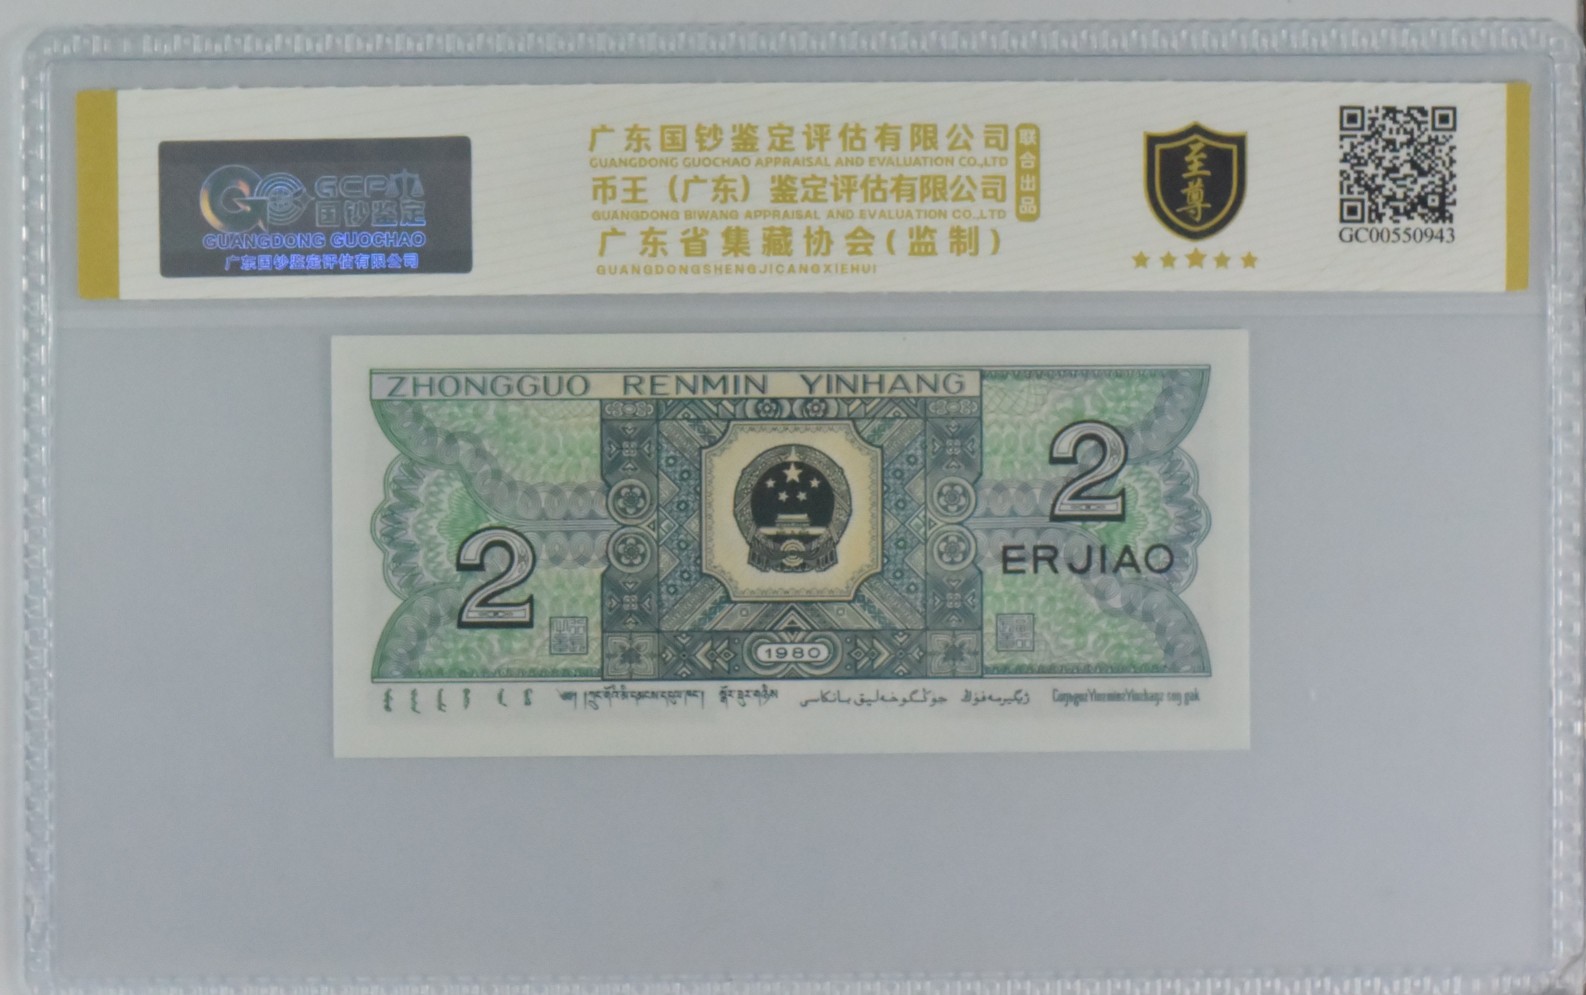 GCP
国钞鉴定
GUANGDONG GUOCHAO
广东国钞鉴定评估有限公司
广东国钞鉴定评估有限公司
GUANGDONG GUOCHAO APPRAISAL AND EVALUATION CO.,LTD
币王（广东）鉴定评估有限公司
GUANGDONG BIWANG APPRAISAL AND EVALUATION CO.,LTD
广东省集藏协会(监制)
GUANGDONGSHENGJICANGXIEHUI
联合出品
至尊
GC00550943
ZHONGGUO RENMIN YINHANG
2
2
ERJIAO
1980